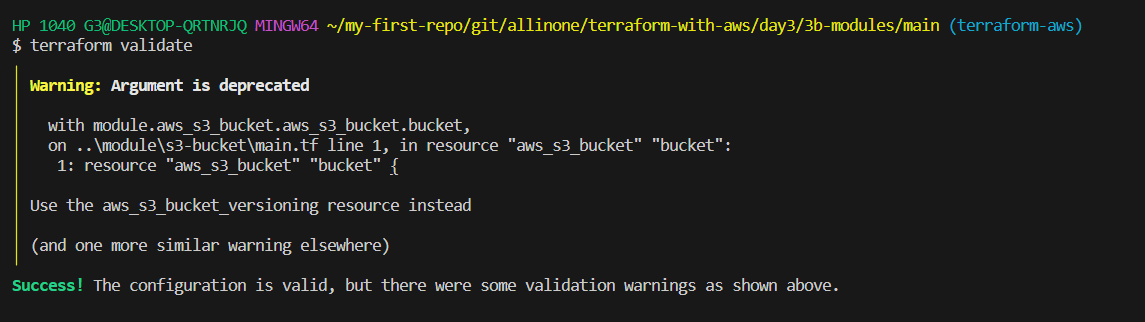 HP 1040 G3@DESKTOP-QRTNRJQ MINGW64 ~/my-first-repo/git/allinone/terraform-with-aws/day3/3b-modules/main (terraform-aws)
$ terraform validate
Warning: Argument is deprecated
with module.aws_s3_bucket.aws_s3_bucket.bucket,
on ..\module\s3-bucket\main.tf line 1, in resource "aws_s3_bucket" "bucket":
1: resource "aws_s3_bucket" "bucket" {
Use the aws_s3_bucket_versioning resource instead
(and one more similar warning elsewhere)
Success! The configuration is valid, but there were some validation warnings as shown above.